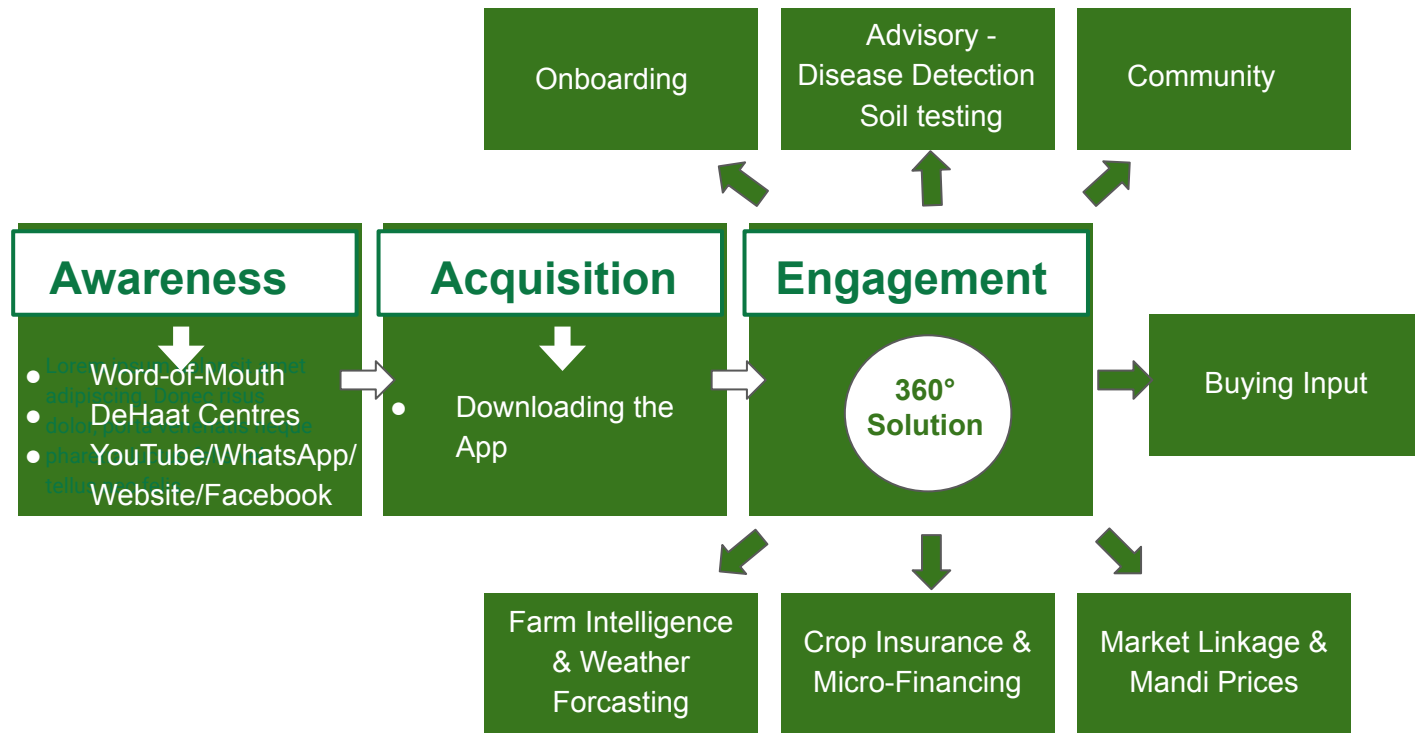 Onboarding
Advisory -
Disease Detection
Soil testing
Community
Awareness
Acquisition
Engagement
● Word-of-Mouth
● DeHaat Centres
● YouTube/WhatsApp/
Website/Facebook
● Downloading the
App
360°
Solution
Buying Input
Farm Intelligence
& Weather
Forcasting
Crop Insurance &
Micro-Financing
Market Linkage &
Mandi Prices